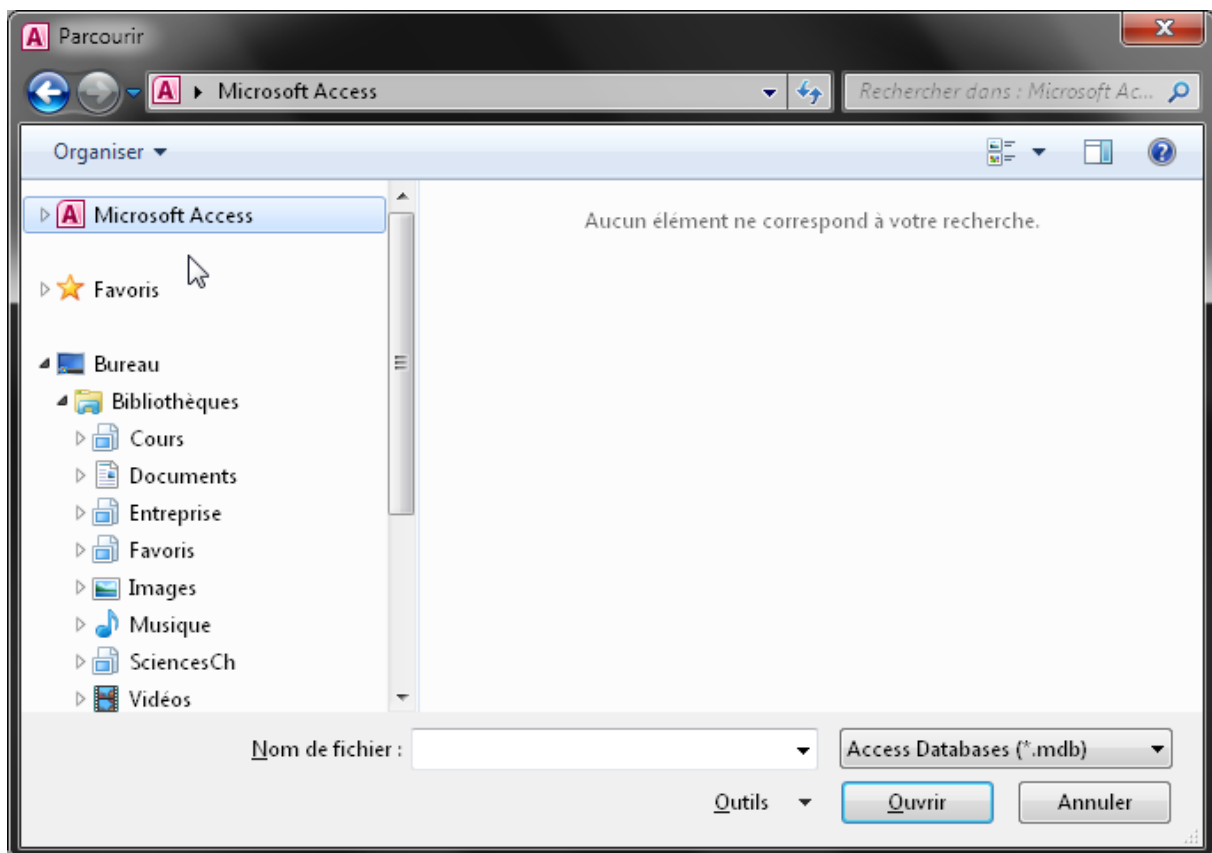 Parcourir
Microsoft Access
Rechercher dans : Microsoft Ac...
Organiser
Microsoft Access
Aucun élément ne correspond à votre recherche.
Favoris
Bureau
Bibliothèques
Cours
Documents
Entreprise
Favoris
Images
Musique
SciencesCh
Vidéos
Nom de fichier :
Access Databases (*.mdb)
Outils
Ouvrir
Annuler